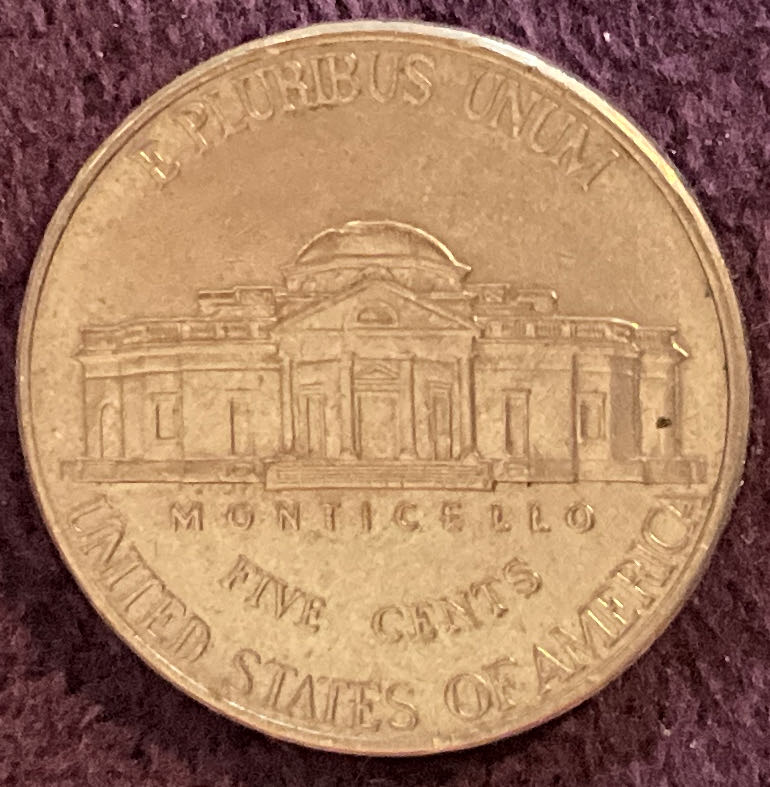 E PLURIBUS UNUM
MONTICELLO
FIVE CENTS
UNITED STATES OF AMERICA